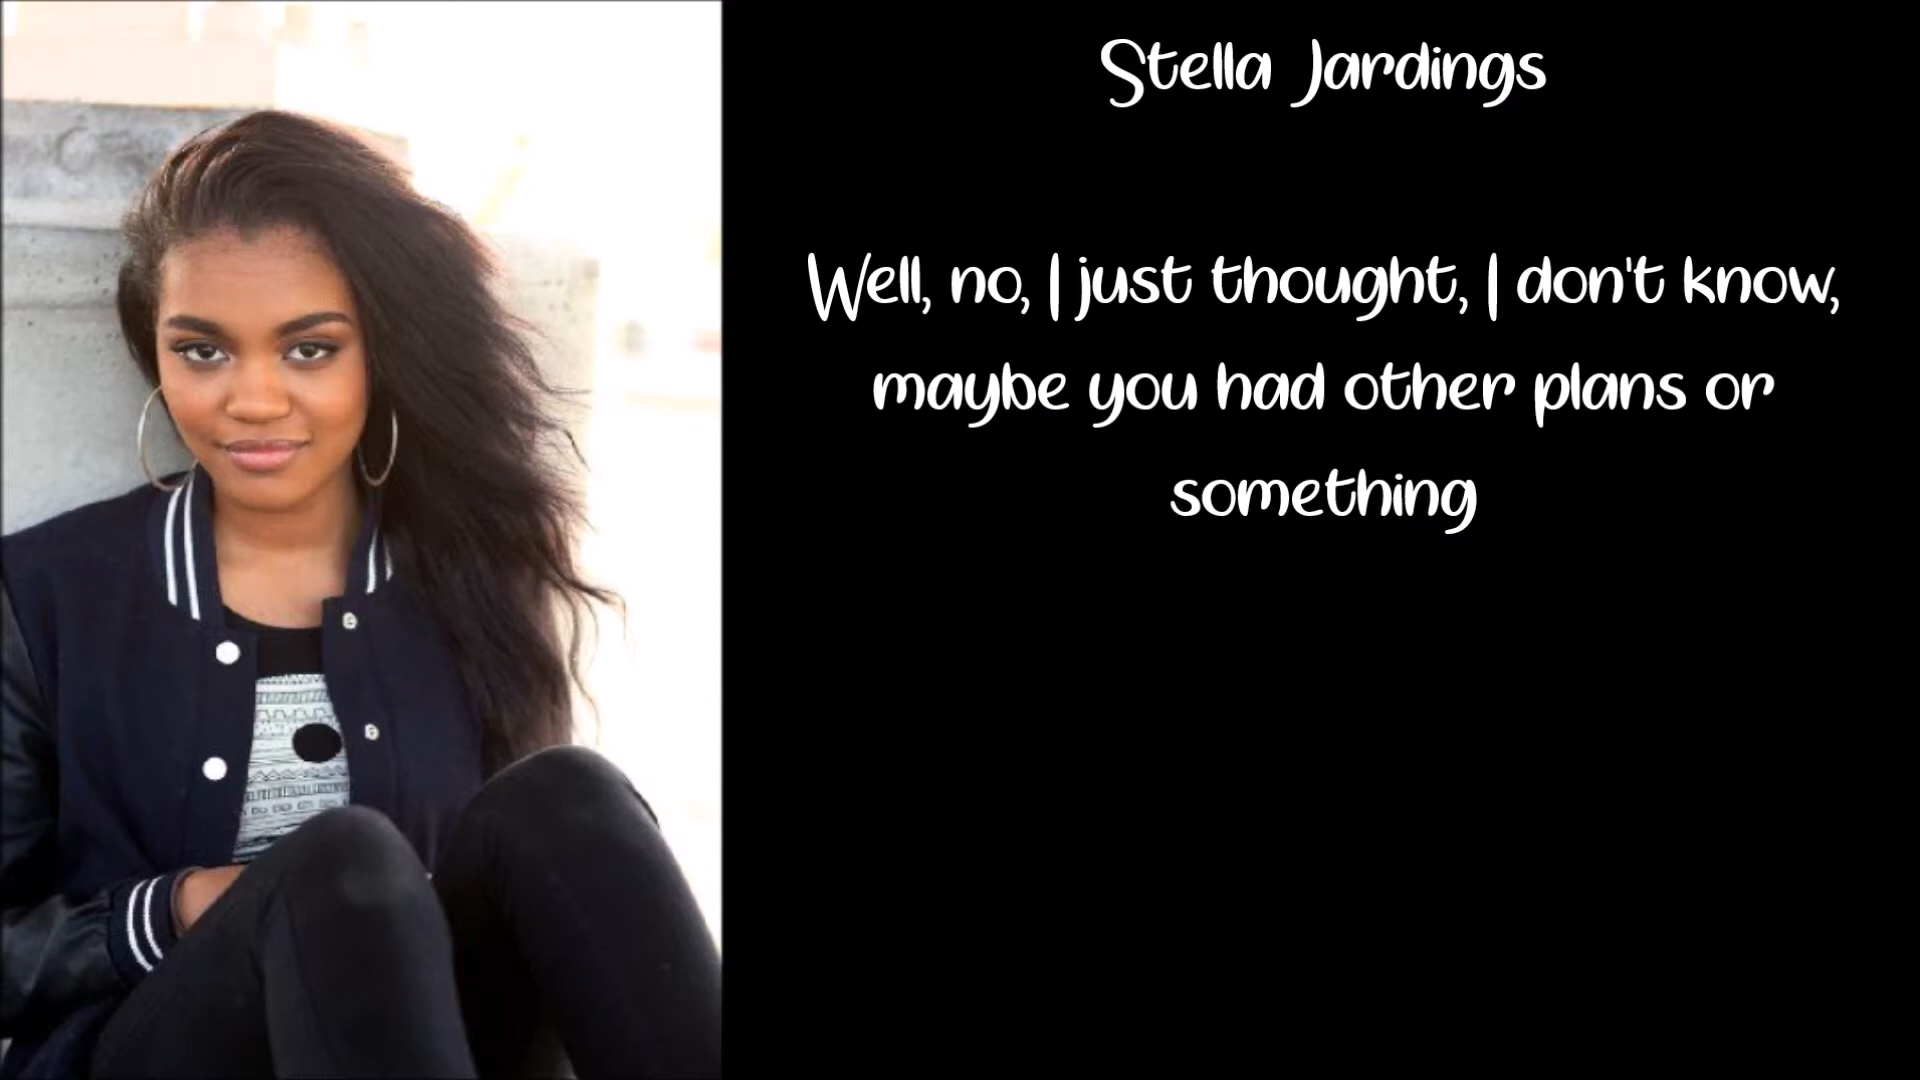 Stella Jardings
Well, no, I just thought, I don't know,
maybe you had other plans or
something